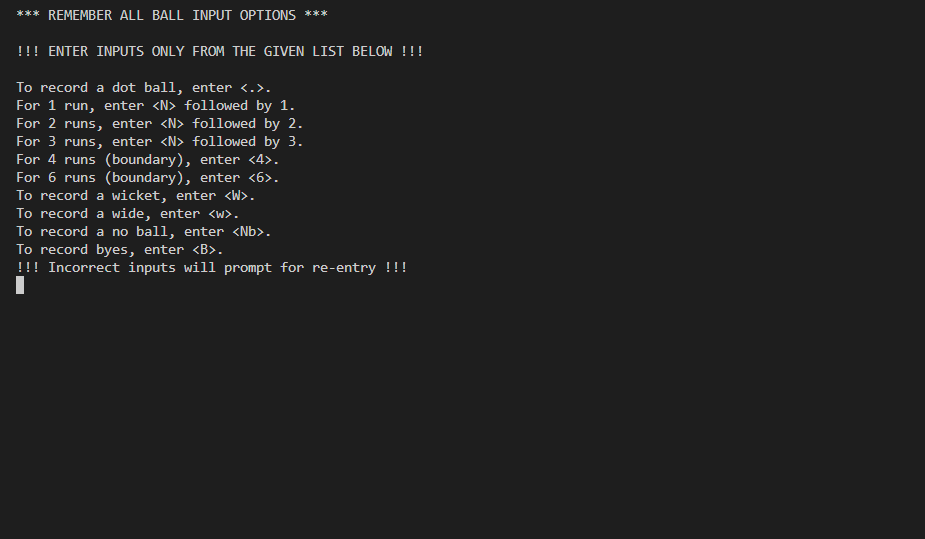 *** REMEMBER ALL BALL INPUT OPTIONS ***
!!! ENTER INPUTS ONLY FROM THE GIVEN LIST BELOW !!!
To record a dot ball, enter <.>.
For 1 run, enter <N> followed by 1.
For 2 runs, enter <N> followed by 2.
For 3 runs, enter <N> followed by 3.
For 4 runs (boundary), enter <4>.
For 6 runs (boundary), enter <6>.
To record a wicket, enter <W>.
To record a wide, enter <w>.
To record a no ball, enter <Nb>.
To record byes, enter <B>.
!!! Incorrect inputs will prompt for re-entry !!!